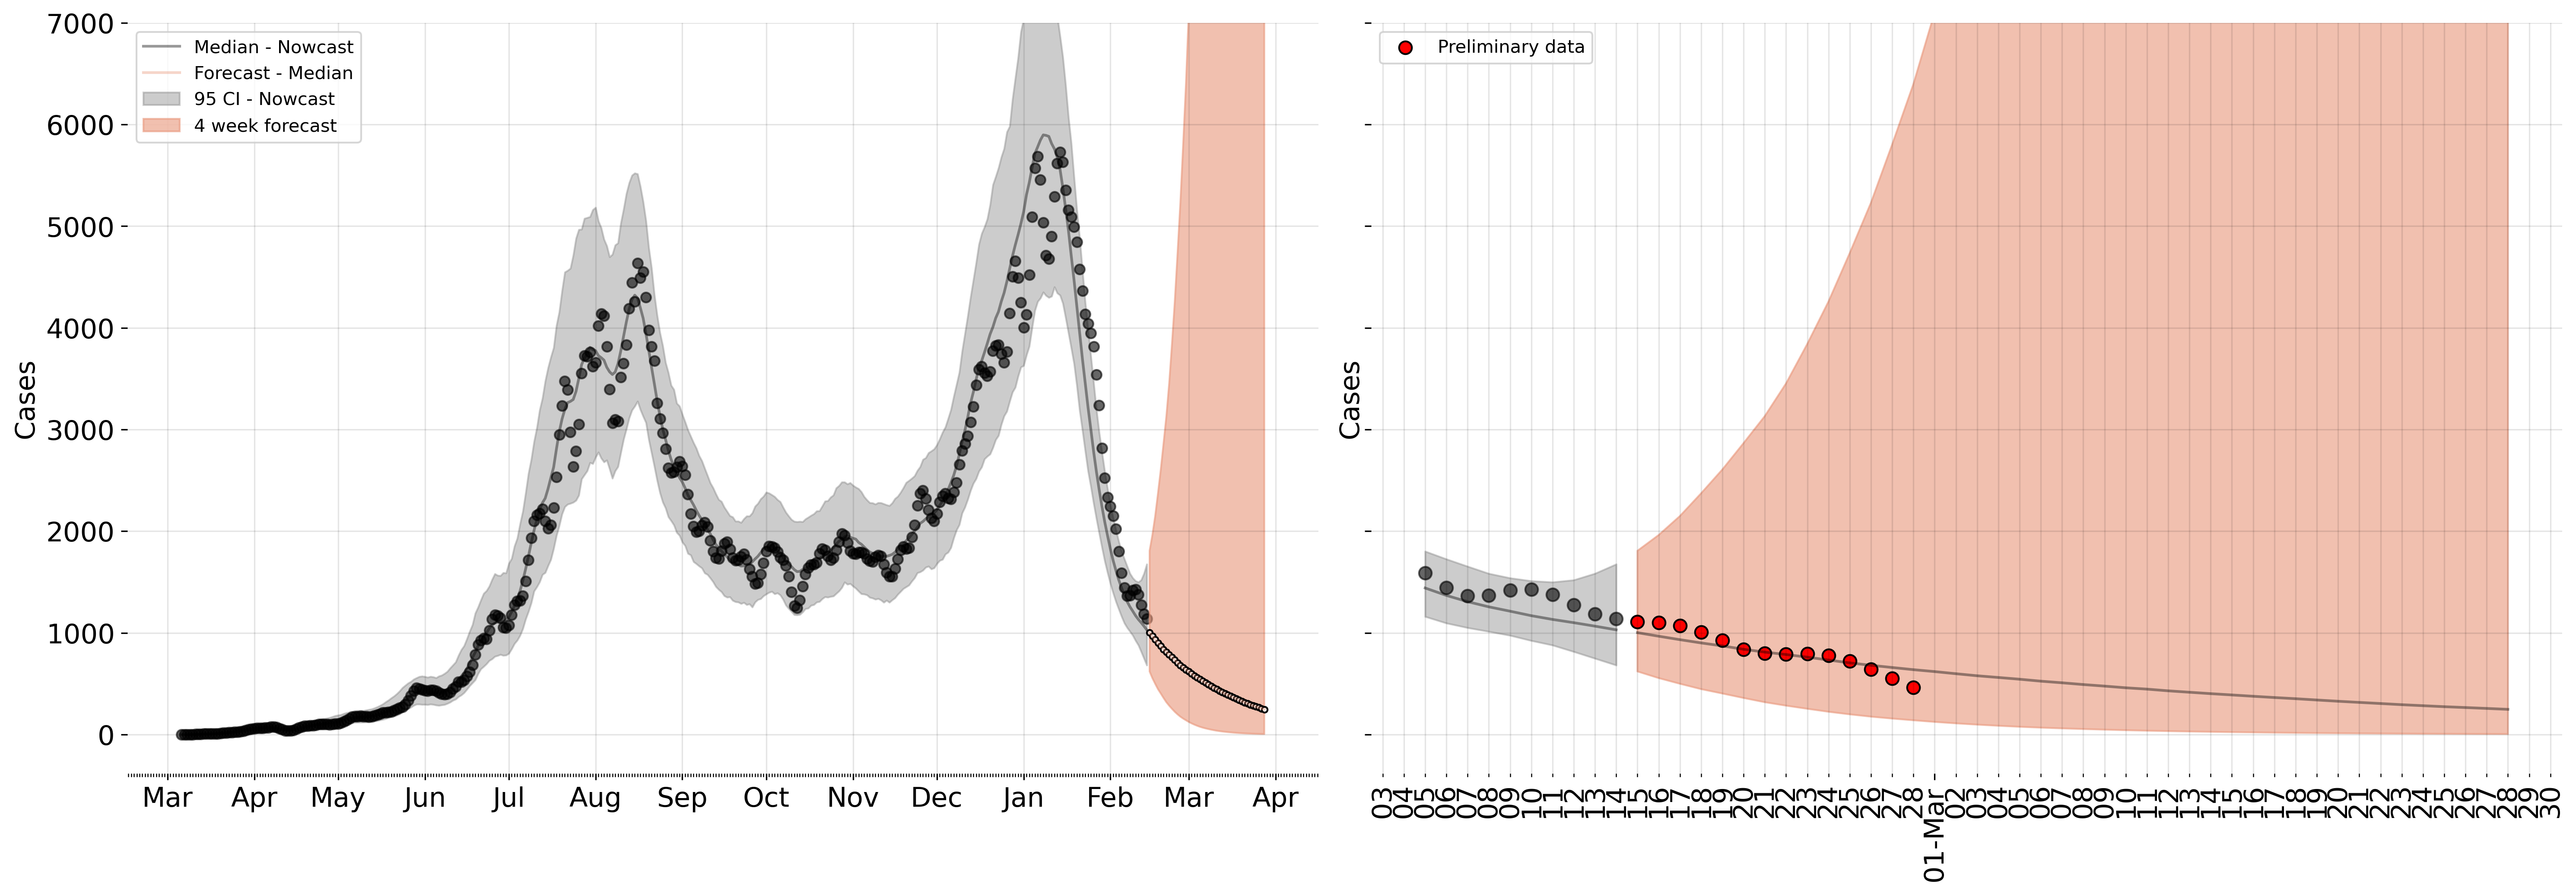 7000
6000
5000
4000
3000
2000
1000
0
Cases
Median - Nowcast
Forecast - Median
95 CI - Nowcast
4 week forecast
Mar Apr May Jun Jul Aug Sep Oct Nov Dec Jan Feb Mar Apr
Cases
Preliminary data
03 04 05 06 07 08 09 10 11 12 13 14 15 16 17 18 19 20 21 22 23 24 25 26 27 28 01-Mar 02 03 04 05 06 07 08 09 10 11 12 13 14 15 16 17 18 19 20 21 22 23 24 25 26 27 28 29 30